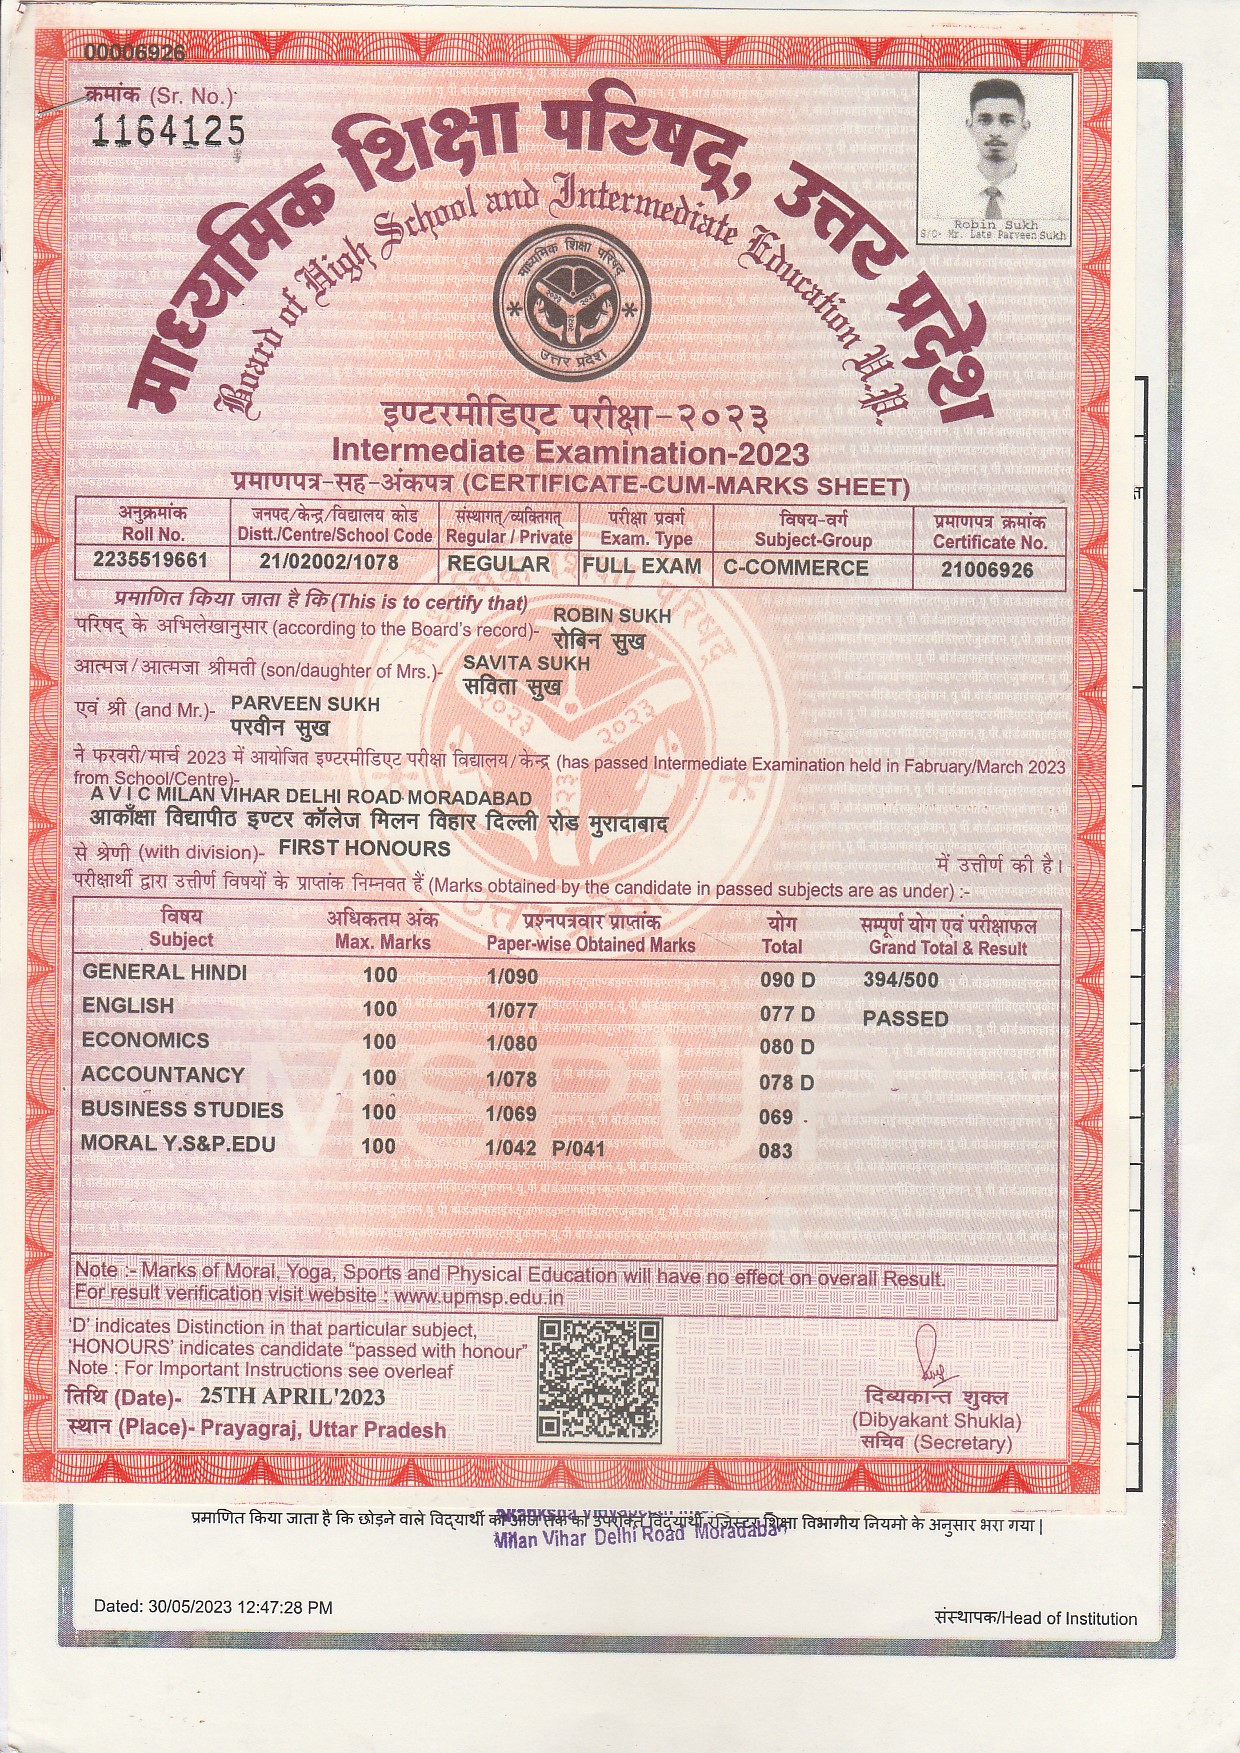 00006926
क्रमांक (Sr. No.)
1164125
माध्यमिक शिक्षा परिषद्, उत्तर प्रदेश
Board of High School and Intermediate Education U.P.
Robin Sukh
S/O- Mr. Late Parveen Sukh
माध्यमिक शिक्षा परिषद
उत्तर प्रदेश
इण्टरमीडिएट परीक्षा-२०२३
Intermediate Examination-2023
प्रमाणपत्र-सह-अंकपत्र (CERTIFICATE-CUM-MARKS SHEET)
अनुक्रमांक जनपद/केन्द्र/विद्यालय कोड संस्थागत्/व्यक्तिगत् परीक्षा प्रवर्ग विषय-वर्ग प्रमाणपत्र क्रमांक
Roll No. Distt./Centre/School Code Regular / Private Exam. Type Subject-Group Certificate No.
2235519661 21/02002/1078 REGULAR FULL EXAM C-COMMERCE 21006926
प्रमाणित किया जाता है कि (This is to certify that)
ROBIN SUKH
परिषद् के अभिलेखानुसार (according to the Board's record)- रोबिन सुख
SAVITA SUKH
आत्मज/आत्मजा श्रीमती (son/daughter of Mrs.)- सविता सुख
PARVEEN SUKH
एवं श्री (and Mr.)- परवीन सुख
ने फरवरी/मार्च 2023 में आयोजित इण्टरमीडिएट परीक्षा विद्यालय/केन्द्र (has passed Intermediate Examination held in Fabruary/March 2023
from School/Centre)-
A V I C MILAN VIHAR DELHI ROAD MORADABAD
आकाँक्षा विद्यापीठ इण्टर कॉलेज मिलन विहार दिल्ली रोड मुरादाबाद
से श्रेणी (with division)- FIRST HONOURS में उत्तीर्ण की है।
परीक्षार्थी द्वारा उत्तीर्ण विषयों के प्राप्तांक निम्नवत हैं (Marks obtained by the candidate in passed subjects are as under) :-
विषय अधिकतम अंक प्रश्नपत्रवार प्राप्तांक योग सम्पूर्ण योग एवं परीक्षाफल
Subject Max. Marks Paper-wise Obtained Marks Total Grand Total & Result
GENERAL HINDI 100 1/090 090 D 394/500
ENGLISH 100 1/077 077 D PASSED
ECONOMICS 100 1/080 080 D
ACCOUNTANCY 100 1/078 078 D
BUSINESS STUDIES 100 1/069 069
MORAL Y.S&P.EDU 100 1/042 P/041 083
Note :- Marks of Moral, Yoga, Sports and Physical Education will have no effect on overall Result.
For result verification visit website : www.upmsp.edu.in
'D' indicates Distinction in that particular subject,
'HONOURS' indicates candidate "passed with honour"
Note : For Important Instructions see overleaf
तिथि (Date)- 25TH APRIL'2023
स्थान (Place)- Prayagraj, Uttar Pradesh
दिब्यकान्त शुक्ल
(Dibyakant Shukla)
सचिव (Secretary)
प्रमाणित किया जाता है कि छोड़ने वाले विद्यार्थी का आज तक का उपरोक्त विद्यार्थी रजिस्टर शिक्षा विभागीय नियमो के अनुसार भरा गया |
Milan Vihar Delhi Road Moradabad
Dated: 30/05/2023 12:47:28 PM
संस्थापक/Head of Institution